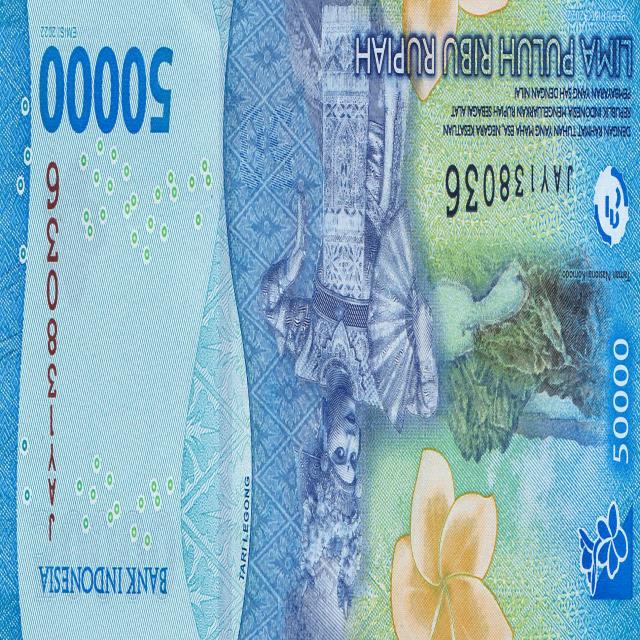 BANK INDONESIA
TARI LEGONG
50000
Taman Nasional Komodo
JAY138036
JAY138036
DENGAN RAHMAT TUHAN YANG MAHA ESA, NEGARA KESATUAN
REPUBLIK INDONESIA MENGELUARKAN RUPIAH SEBAGAI ALAT
PEMBAYARAN YANG SAH DENGAN NILAI
LIMA PULUH RIBU RUPIAH
50000
EMISI 2022